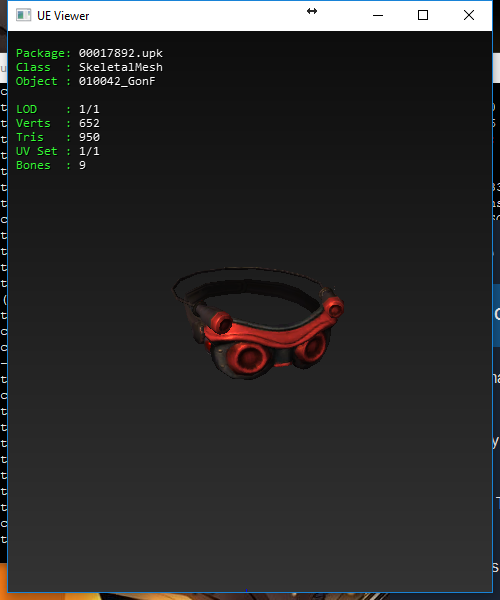 UE Viewer
Package: 00017892.upk
Class : SkeletalMesh
Object : 010042_GonF
LOD : 1/1
Verts : 652
Tris : 950
UV Set : 1/1
Bones : 9